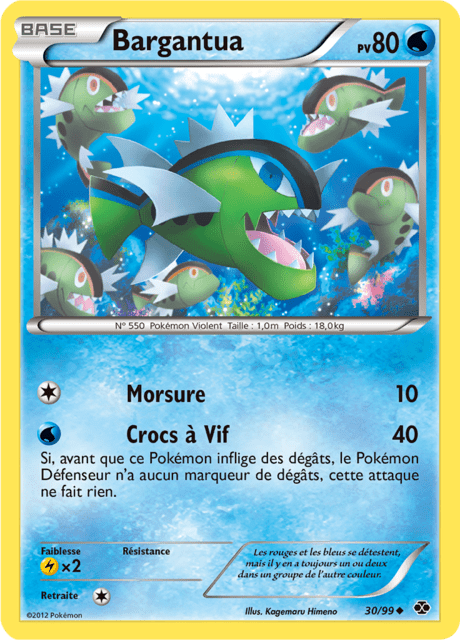 BASE
Bargantua
PV80
N° 550 Pokémon Violent Taille : 1,0m Poids : 18,0kg
Morsure 10
Crocs à Vif 40
Si, avant que ce Pokémon inflige des dégâts, le Pokémon
Défenseur n'a aucun marqueur de dégâts, cette attaque
ne fait rien.
Faiblesse
×2
Résistance
Retraite
Les rouges et les bleus se détestent,
mais il y en a toujours un ou deux
dans un groupe de l'autre couleur.
©2012 Pokémon
Illus. Kagemaru Himeno
30/99